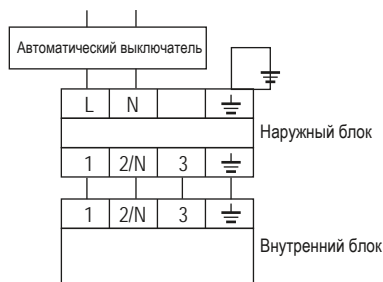 Автоматический выключатель
L N
Наружный блок
1 2/N 3
1 2/N 3
Внутренний блок